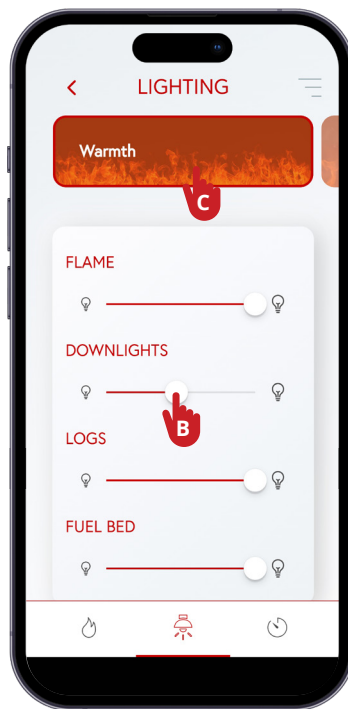 LIGHTING
Warmth
C
FLAME
DOWNLIGHTS
B
LOGS
FUEL BED